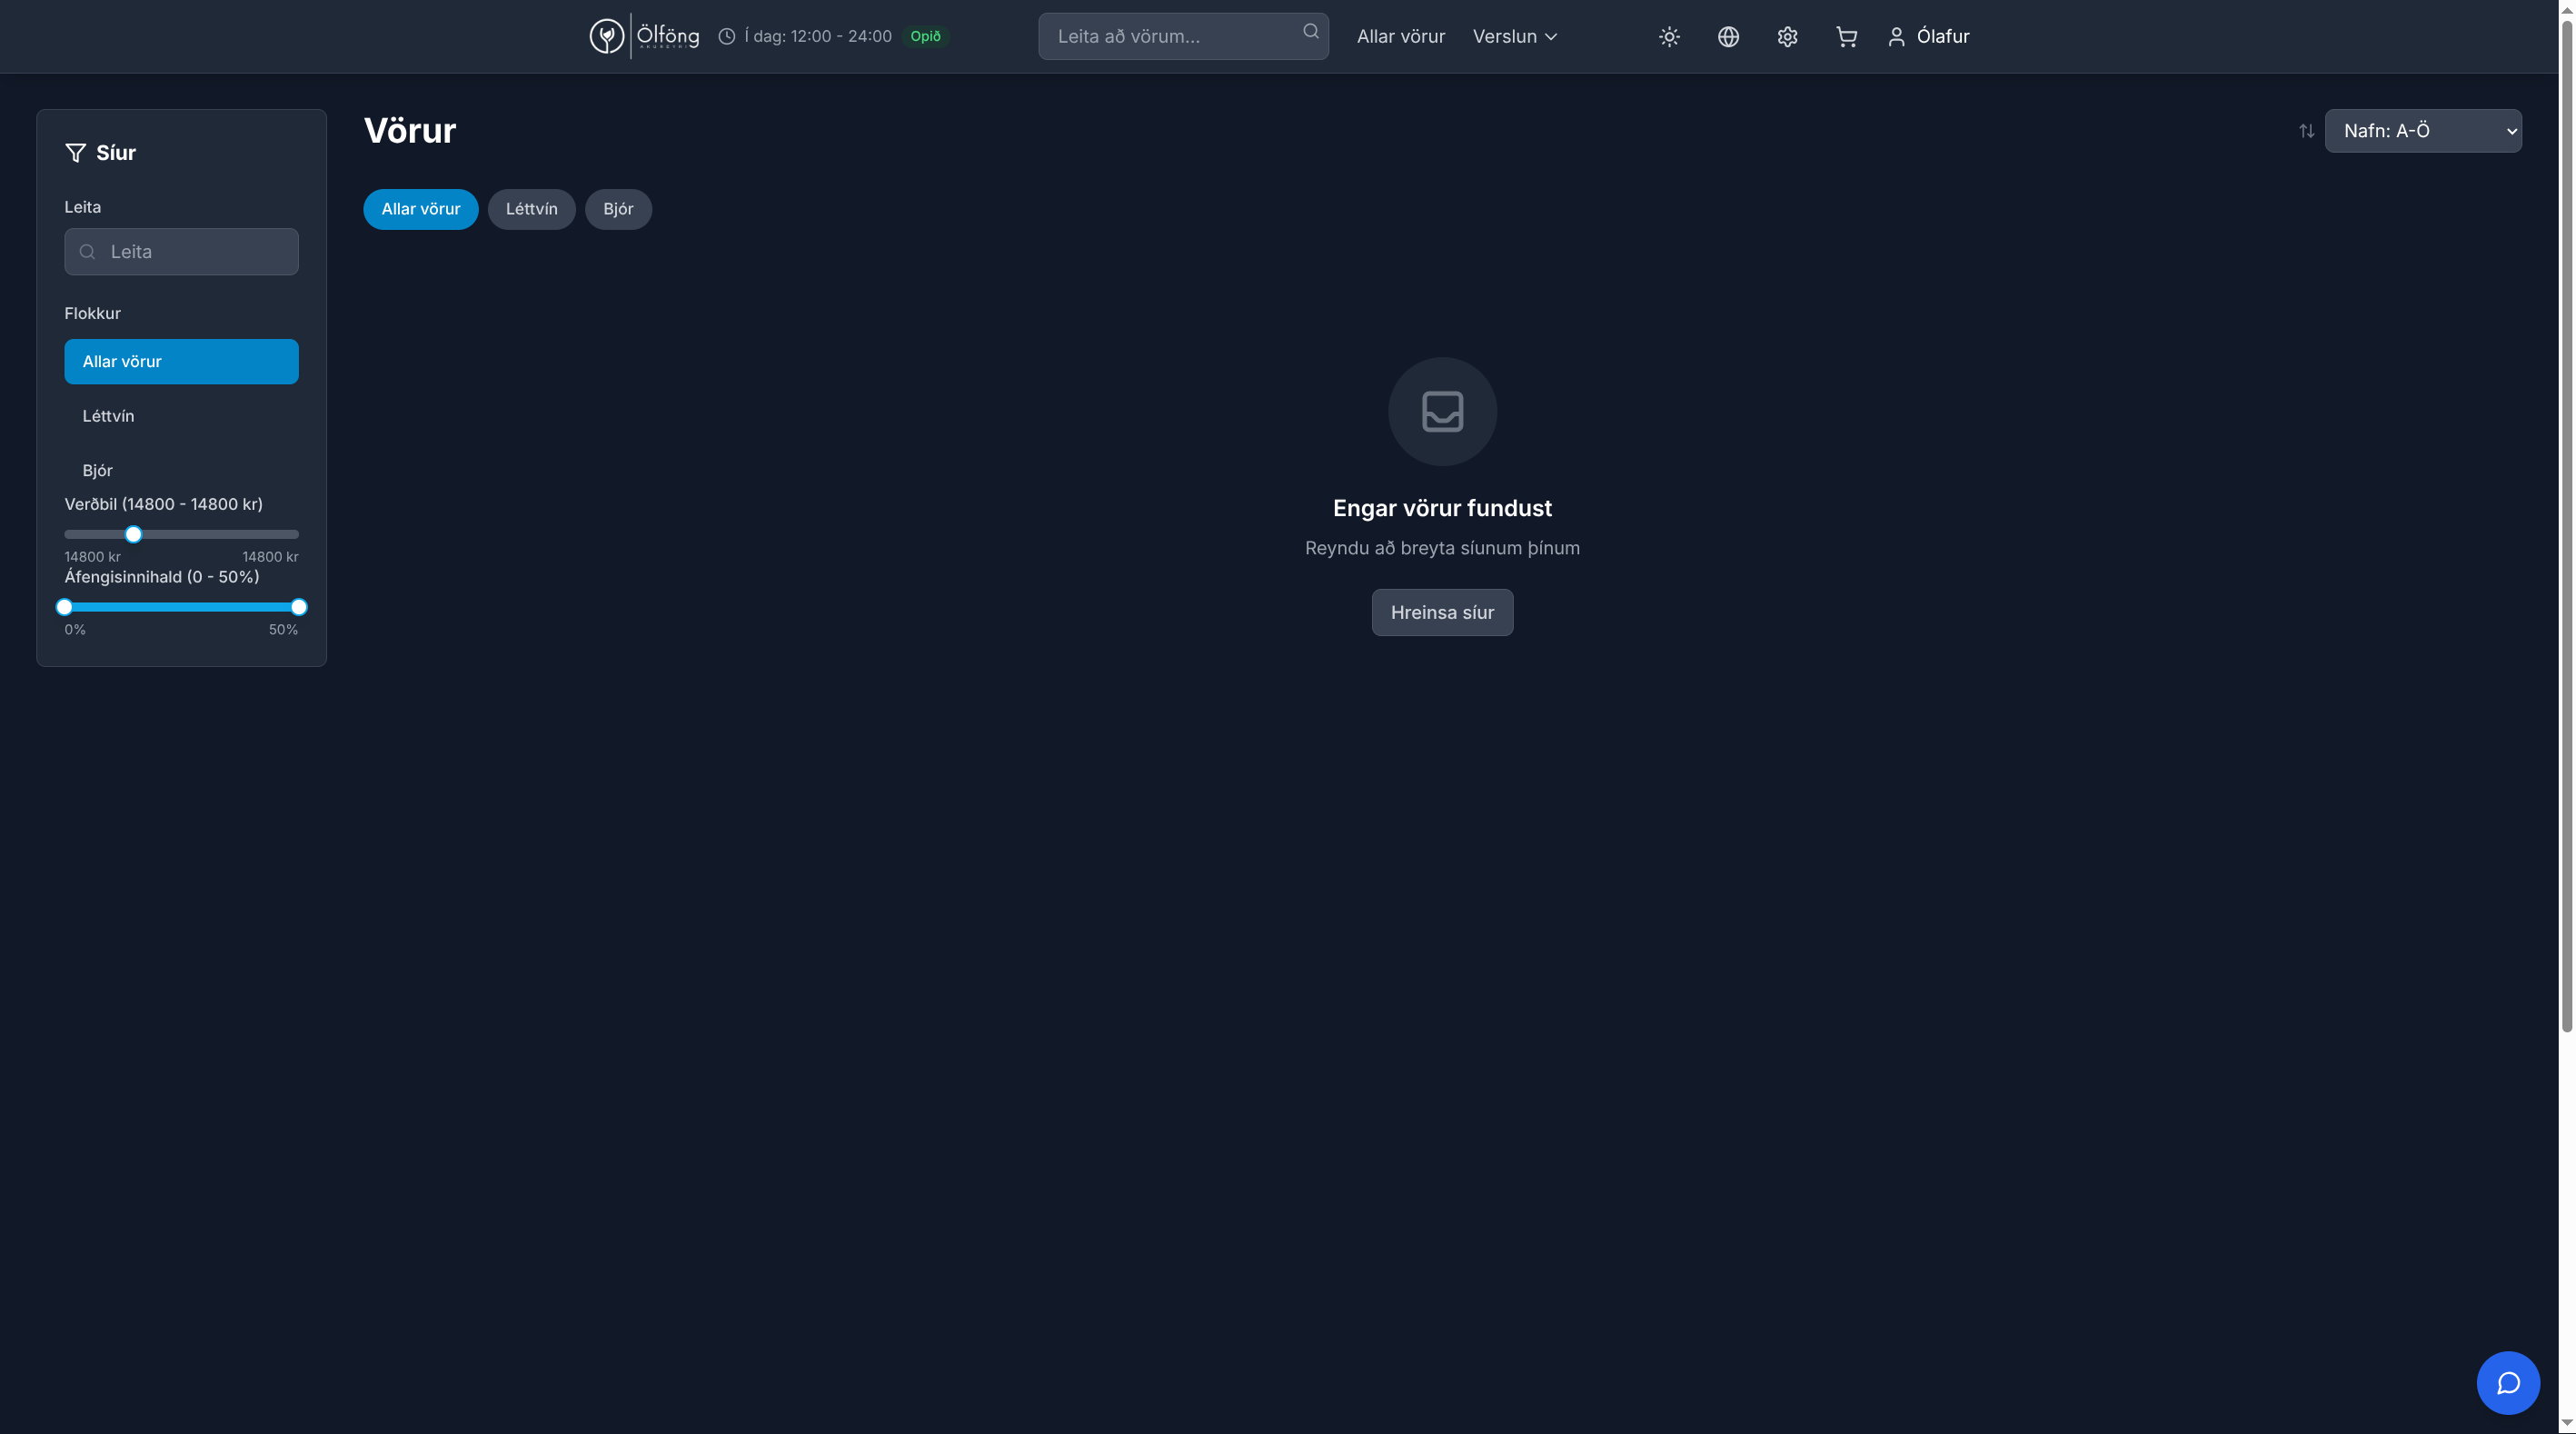 Ölföng
AKUREYRI
Í dag: 12:00 - 24:00
Opið
Leita að vörum...
Allar vörur
Verslun
Ólafur
Síur
Leita
Leita
Flokkur
Allar vörur
Léttvín
Bjór
Verðbil (14800 - 14800 kr)
14800 kr
14800 kr
Áfengisinnihald (0 - 50%)
0%
50%
Vörur
Nafn: A-Ö
Allar vörur
Léttvín
Bjór
Engar vörur fundust
Reyndu að breyta síunum þínum
Hreinsa síur